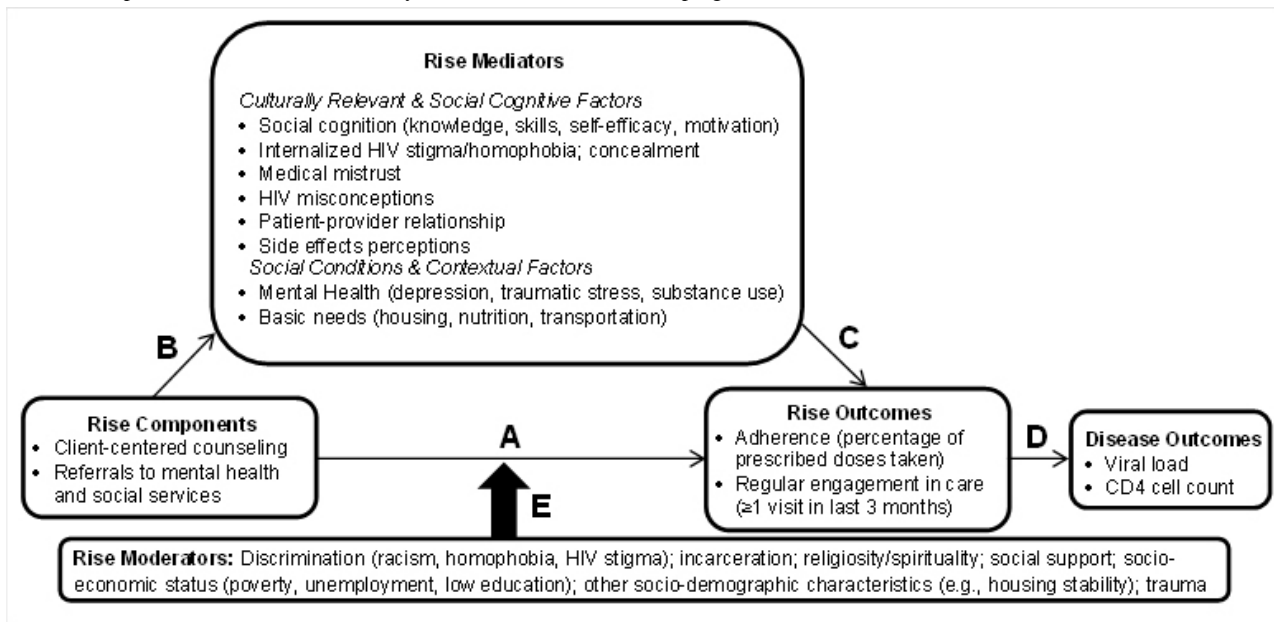 Rise Mediators
Culturally Relevant & Social Cognitive Factors
• Social cognition (knowledge, skills, self-efficacy, motivation)
• Internalized HIV stigma/homophobia; concealment
• Medical mistrust
• HIV misconceptions
• Patient-provider relationship
• Side effects perceptions
Social Conditions & Contextual Factors
• Mental Health (depression, traumatic stress, substance use)
• Basic needs (housing, nutrition, transportation)
B
C
Rise Components
• Client-centered counseling
• Referrals to mental health
and social services
A
Rise Outcomes
• Adherence (percentage of
prescribed doses taken)
• Regular engagement in care
(≥1 visit in last 3 months)
D
Disease Outcomes
• Viral load
• CD4 cell count
E
Rise Moderators: Discrimination (racism, homophobia, HIV stigma); incarceration; religiosity/spirituality; social support; socio-
economic status (poverty, unemployment, low education); other socio-demographic characteristics (e.g., housing stability); trauma